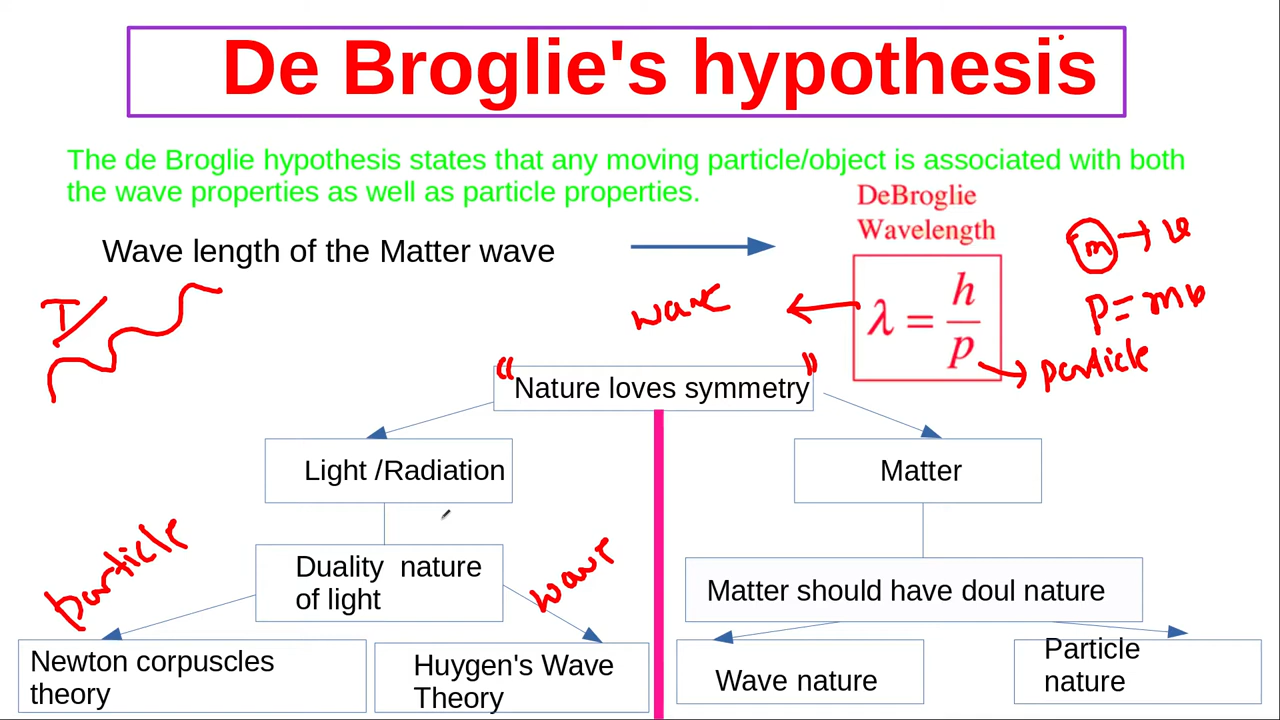 De Broglie's hypothesis
The de Broglie hypothesis states that any moving particle/object is associated with both
the wave properties as well as particle properties.
DeBroglie
Wavelength
Wave length of the Matter wave
λ = h/p
m → v
P = mv
wave
particle
"Nature loves symmetry"
Light /Radiation
Matter
particle
wave
Duality nature
of light
Matter should have doul nature
Newton corpuscles
theory
Huygen's Wave
Theory
Wave nature
Particle
nature